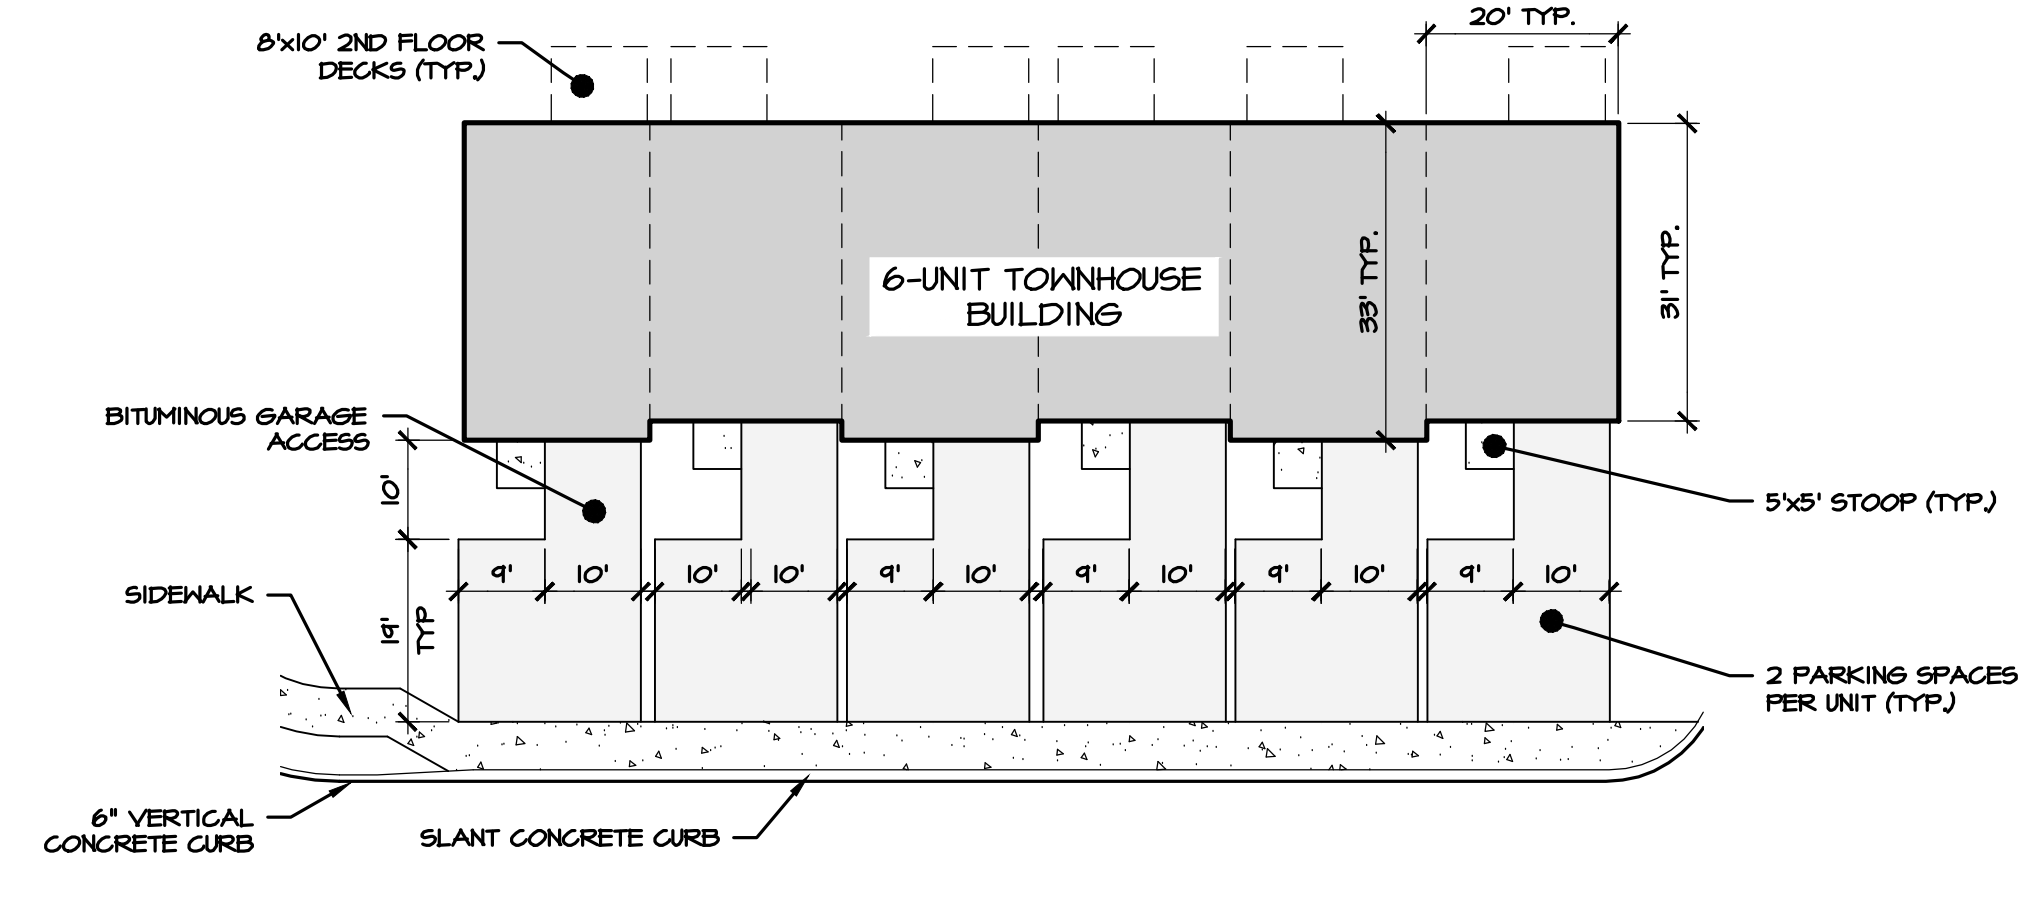 20' TYP.
8'x10' 2ND FLOOR
DECKS (TYP.)
6-UNIT TOWNHOUSE
BUILDING
33' TYP.
31' TYP.
BITUMINOUS GARAGE
ACCESS
10'
5'x5' STOOP (TYP.)
9' 10' 10' 10' 9' 10' 9' 10' 9' 10' 9' 10'
SIDEWALK
19'
TYP
2 PARKING SPACES
PER UNIT (TYP.)
6" VERTICAL
CONCRETE CURB
SLANT CONCRETE CURB